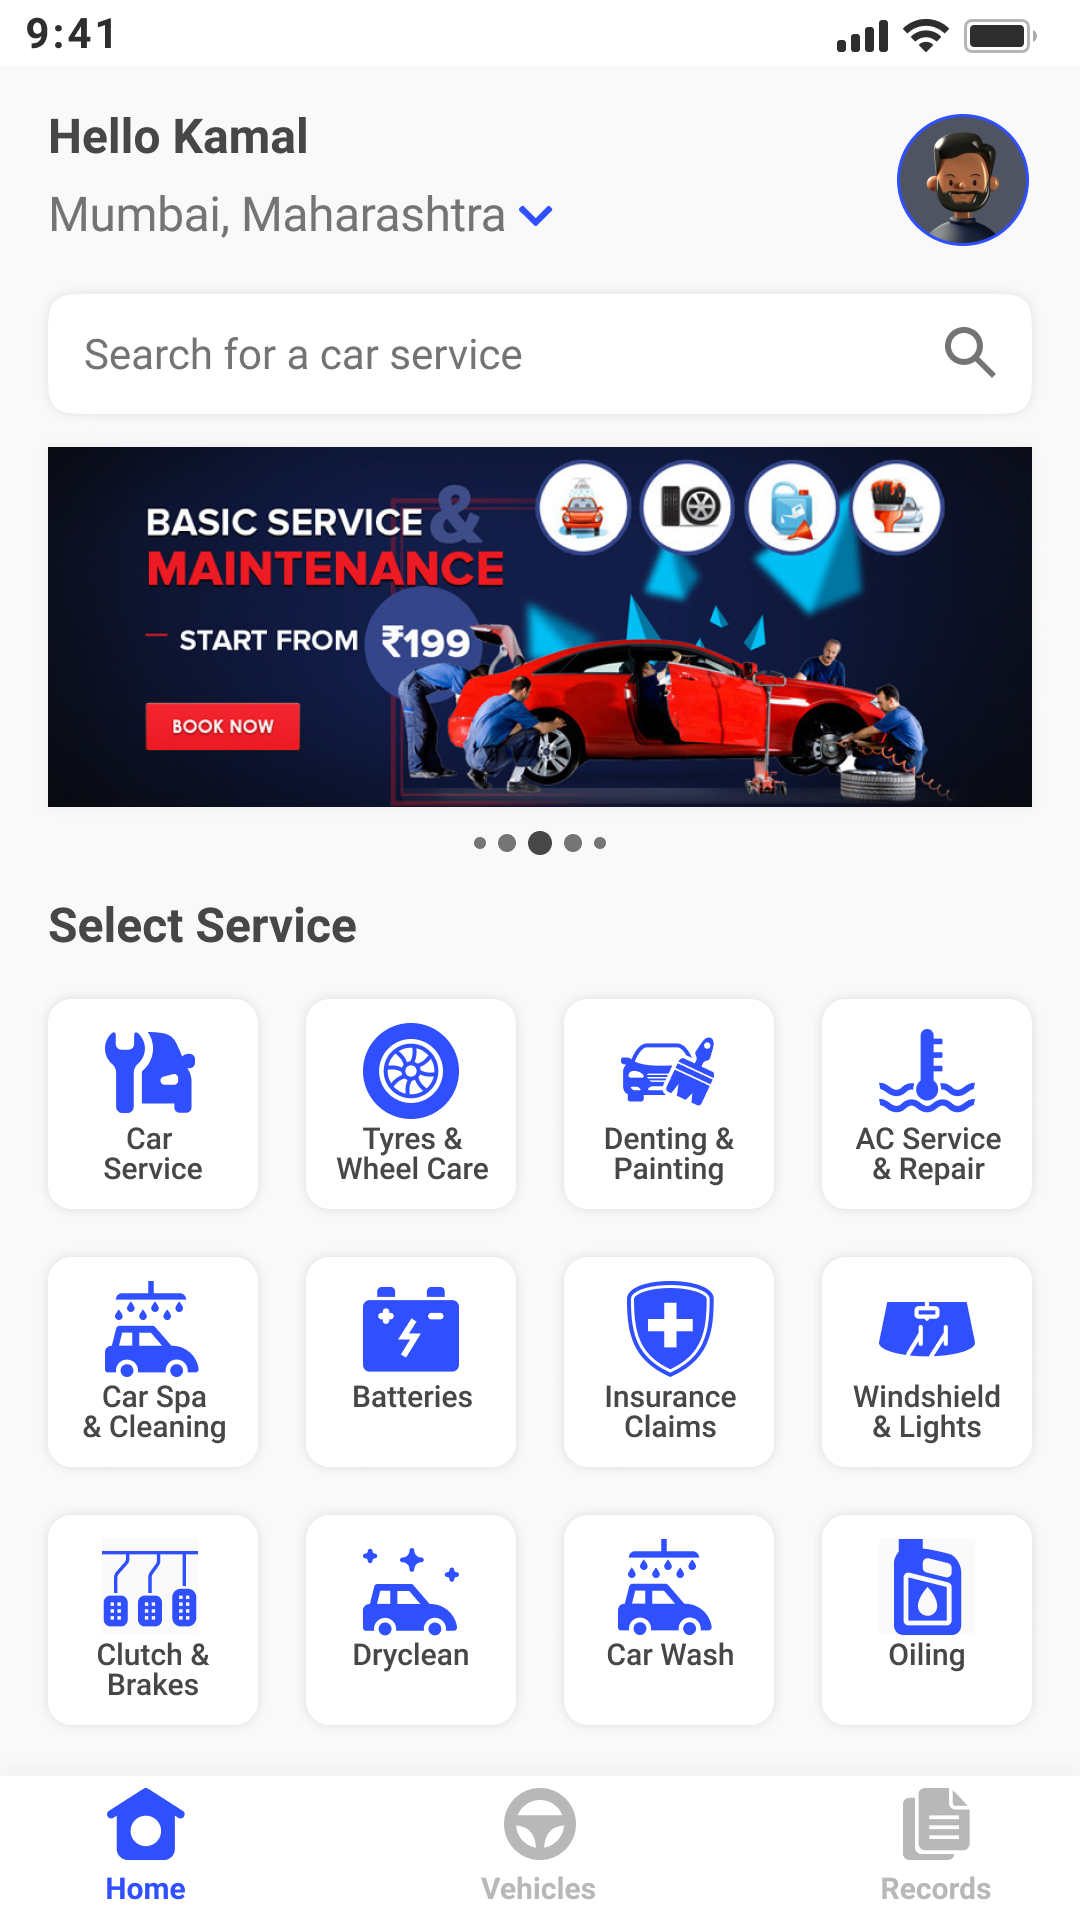 9:41
Hello Kamal
Mumbai, Maharashtra
Search for a car service
BASIC SERVICE &
MAINTENANCE
START FROM ₹199
BOOK NOW
Select Service
Car
Service
Tyres &
Wheel Care
Denting &
Painting
AC Service
& Repair
Car Spa
& Cleaning
Batteries
Insurance
Claims
Windshield
& Lights
Clutch &
Brakes
Dryclean
Car Wash
Oiling
Home
Vehicles
Records